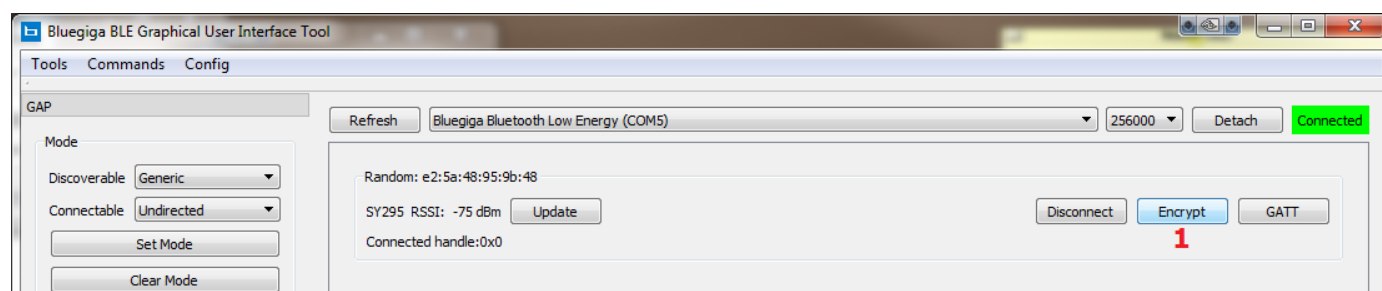 Bluegiga BLE Graphical User Interface Tool
Tools Commands Config
GAP
Refresh Bluegiga Bluetooth Low Energy (COM5) 256000 Detach Connected
Mode
Discoverable Generic
Random: e2:5a:48:95:9b:48
Connectable Undirected
SY295 RSSI: -75 dBm Update Disconnect Encrypt GATT
Set Mode
Connected handle:0x0
1
Clear Mode